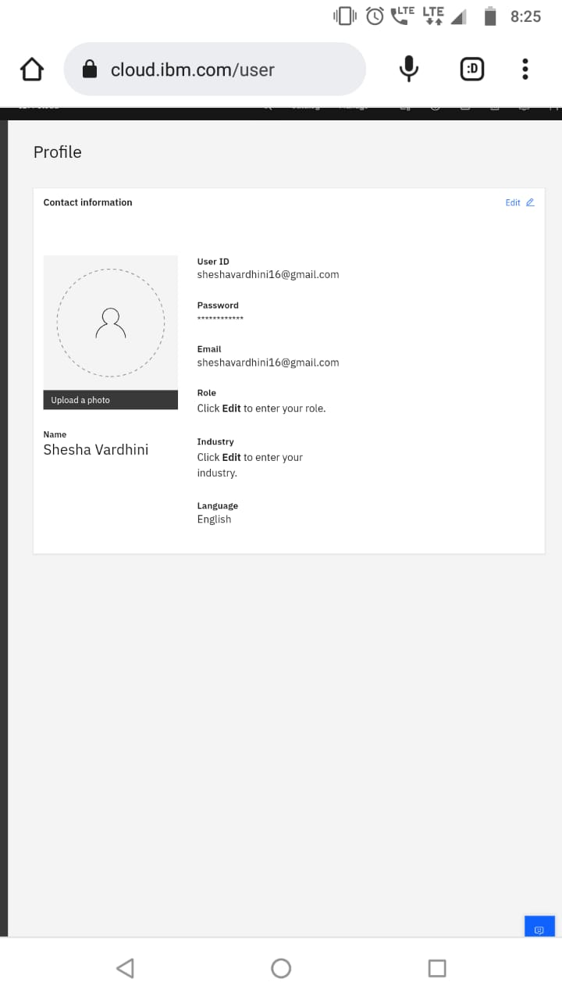 LTE LTE 8:25
cloud.ibm.com/user
:D
Profile
Contact information
Edit
User ID
sheshavardhini16@gmail.com
Password
************
Email
sheshavardhini16@gmail.com
Role
Upload a photo
Click Edit to enter your role.
Name
Shesha Vardhini
Industry
Click Edit to enter your
industry.
Language
English